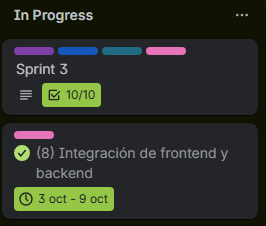 In Progress
Sprint 3
10/10
(8) Integración de frontend y
backend
3 oct - 9 oct